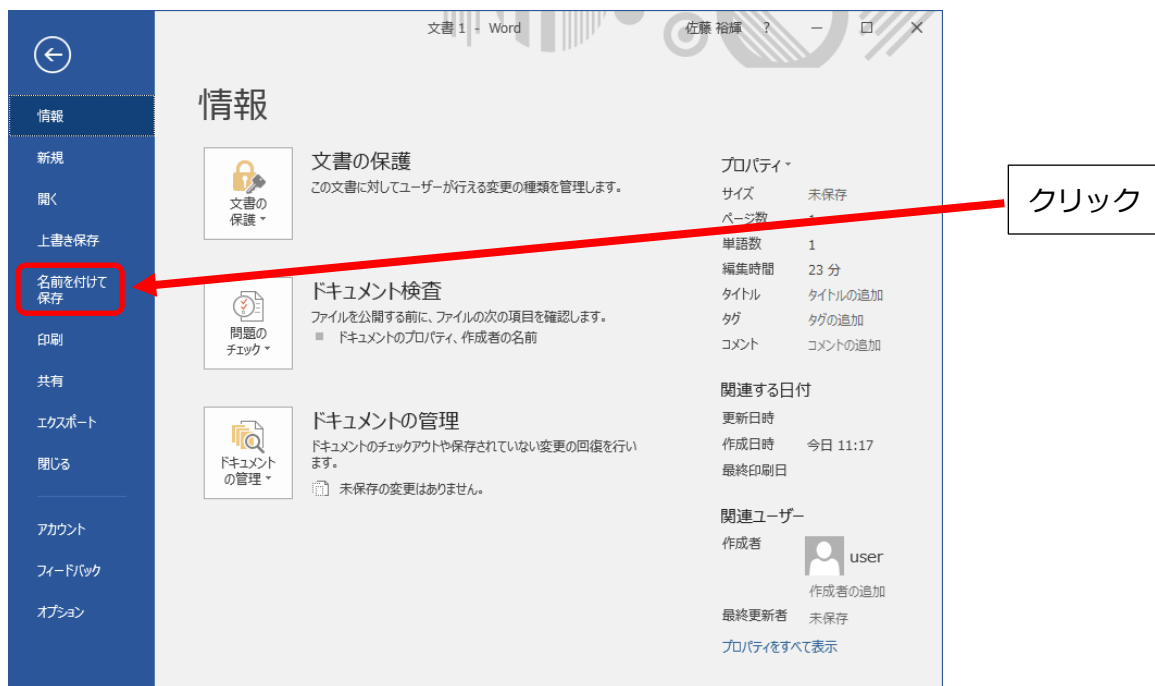 文書 1 - Word
佐藤 裕輝 ?
情報
新規
開く
上書き保存
名前を付けて
保存
印刷
共有
エクスポート
閉じる
アカウント
フィードバック
オプション
情報
文書の
保護
文書の保護
この文書に対してユーザーが行える変更の種類を管理します。
問題の
チェック
ドキュメント検査
ファイルを公開する前に、ファイルの次の項目を確認します。
ドキュメントのプロパティ、作成者の名前
ドキュメント
の管理
ドキュメントの管理
ドキュメントのチェックアウトや保存されていない変更の回復を行い
ます。
未保存の変更はありません。
プロパティ
サイズ 未保存
ページ数
単語数 1
編集時間 23 分
タイトル タイトルの追加
タグ タグの追加
コメント コメントの追加
関連する日付
更新日時
作成日時 今日 11:17
最終印刷日
関連ユーザー
作成者 user
作成者の追加
最終更新者 未保存
プロパティをすべて表示
クリック